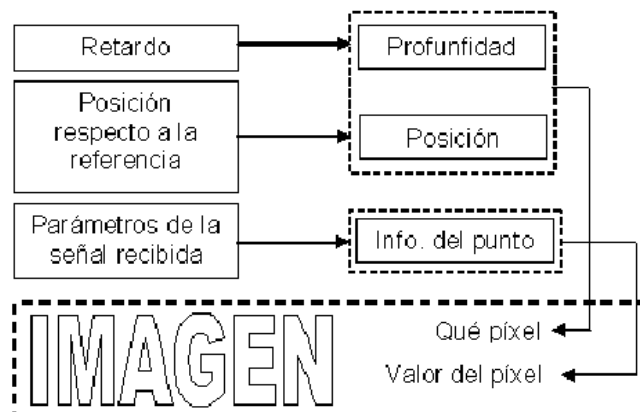 Retardo
Profunfidad
Posición
respecto a la
referencia
Posición
Parámetros de la
señal recibida
Info. del punto
IMAGEN
Qué píxel
Valor del píxel